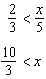 2/3 < x/5
10/3 < x